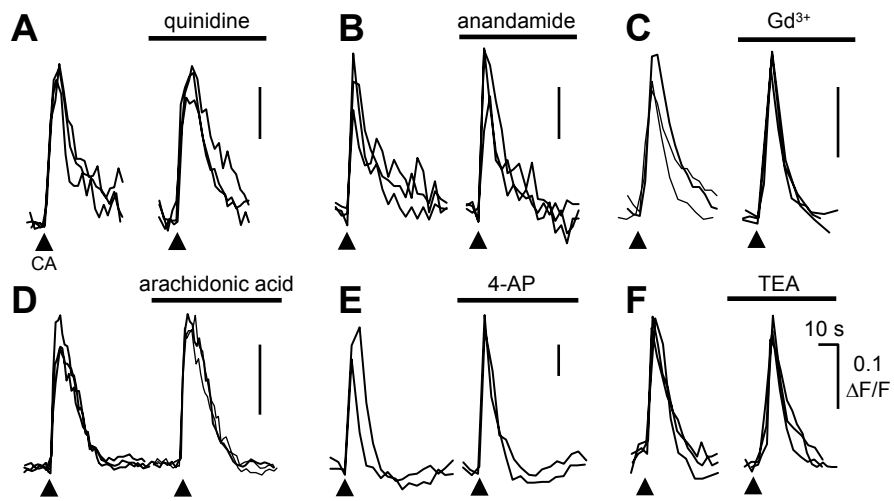 A
quinidine
B
anandamide
C
Gd³⁺
CA
D
arachidonic acid
E
4-AP
F
TEA
10 s
0.1
ΔF/F